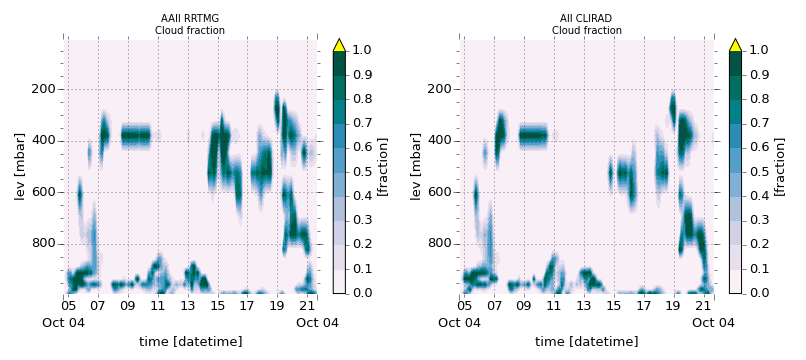 AAII RRTMG
Cloud fraction
lev [mbar]
200
400
600
800
05 07 09 11 13 15 17 19 21
Oct 04 Oct 04
time [datetime]
1.0
0.9
0.8
0.7
0.6
0.5
0.4
0.3
0.2
0.1
0.0
[fraction]
All CLIRAD
Cloud fraction
lev [mbar]
200
400
600
800
05 07 09 11 13 15 17 19 21
Oct 04 Oct 04
time [datetime]
1.0
0.9
0.8
0.7
0.6
0.5
0.4
0.3
0.2
0.1
0.0
[fraction]